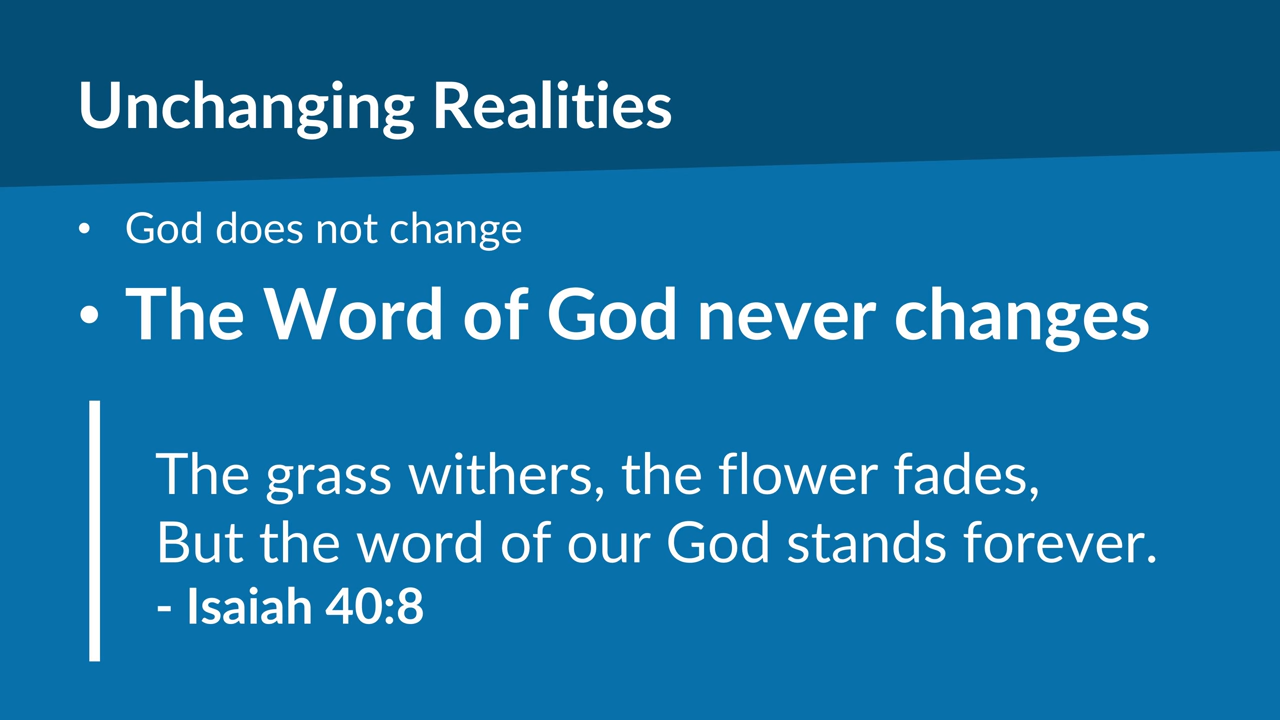 Unchanging Realities
• God does not change
• The Word of God never changes
The grass withers, the flower fades,
But the word of our God stands forever.
- Isaiah 40:8